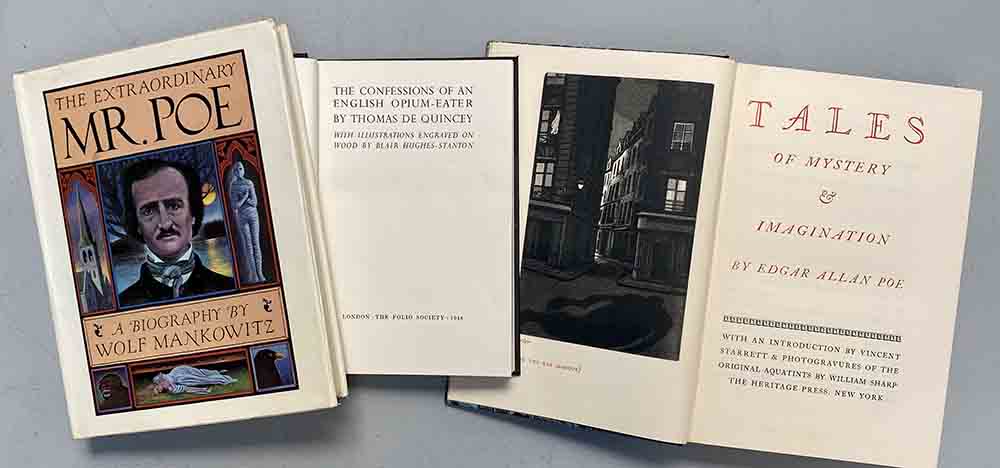 THE EXTRAORDINARY
MR. POE
A BIOGRAPHY BY
WOLF MANKOWITZ
THE CONFESSIONS OF AN
ENGLISH OPIUM-EATER
BY THOMAS DE QUINCEY
WITH ILLUSTRATIONS ENGRAVED ON
WOOD BY BLAIR HUGHES-STANTON
LONDON · THE FOLIO SOCIETY · 1948
TALES
OF MYSTERY
&
IMAGINATION
BY EDGAR ALLAN POE
WITH AN INTRODUCTION BY VINCENT
STARRETT & PHOTOGRAVURES OF THE
ORIGINAL AQUATINTS BY WILLIAM SHARP·
THE HERITAGE PRESS, NEW YORK